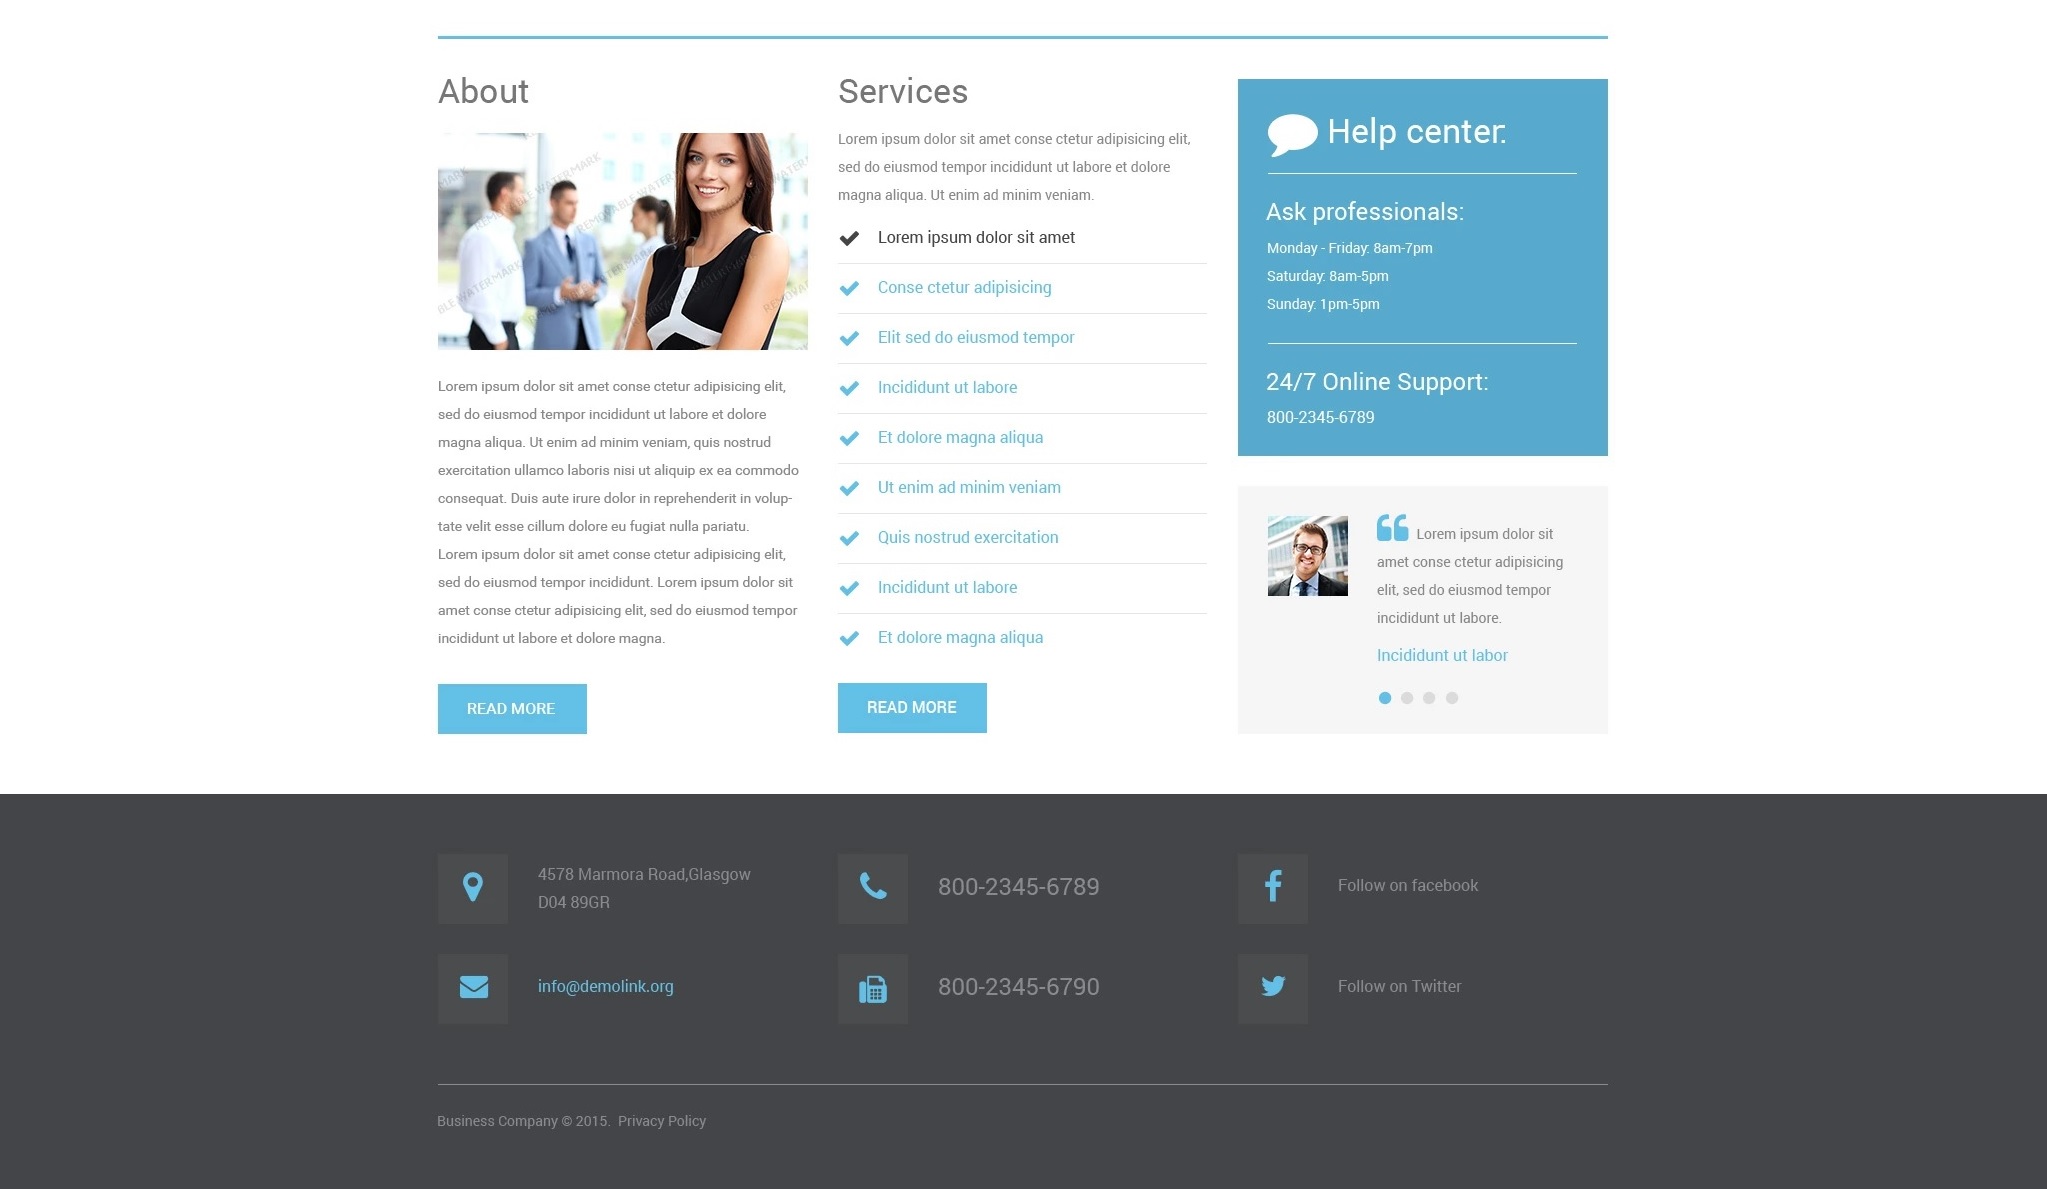 About
REMOVABLE WATERMARK
Lorem ipsum dolor sit amet conse ctetur adipisicing elit,
sed do eiusmod tempor incididunt ut labore et dolore
magna aliqua. Ut enim ad minim veniam, quis nostrud
exercitation ullamco laboris nisi ut aliquip ex ea commodo
consequat. Duis aute irure dolor in reprehenderit in volup-
tate velit esse cillum dolore eu fugiat nulla pariatu.
Lorem ipsum dolor sit amet conse ctetur adipisicing elit,
sed do eiusmod tempor incididunt. Lorem ipsum dolor sit
amet conse ctetur adipisicing elit, sed do eiusmod tempor
incididunt ut labore et dolore magna.
READ MORE
Services
Lorem ipsum dolor sit amet conse ctetur adipisicing elit,
sed do eiusmod tempor incididunt ut labore et dolore
magna aliqua. Ut enim ad minim veniam.
Lorem ipsum dolor sit amet
Conse ctetur adipisicing
Elit sed do eiusmod tempor
Incididunt ut labore
Et dolore magna aliqua
Ut enim ad minim veniam
Quis nostrud exercitation
Incididunt ut labore
Et dolore magna aliqua
READ MORE
Help center:
Ask professionals:
Monday - Friday: 8am-7pm
Saturday: 8am-5pm
Sunday: 1pm-5pm
24/7 Online Support:
800-2345-6789
“ Lorem ipsum dolor sit
amet conse ctetur adipisicing
elit, sed do eiusmod tempor
incididunt ut labore.
Incididunt ut labor
4578 Marmora Road,Glasgow
D04 89GR
800-2345-6789
Follow on facebook
info@demolink.org
800-2345-6790
Follow on Twitter
Business Company © 2015. Privacy Policy